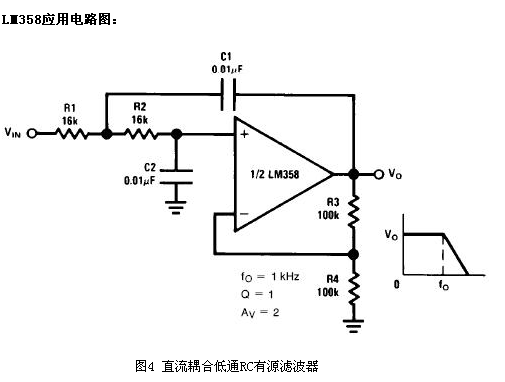 LM358应用电路图：
C1
0.01μF
R1
16k
R2
16k
VIN
+
C2
0.01μF
1/2 LM358
VO
−
R3
100k
R4
100k
fO = 1 kHz
Q = 1
AV = 2
VO
0
fO
图4 直流耦合低通RC有源滤波器